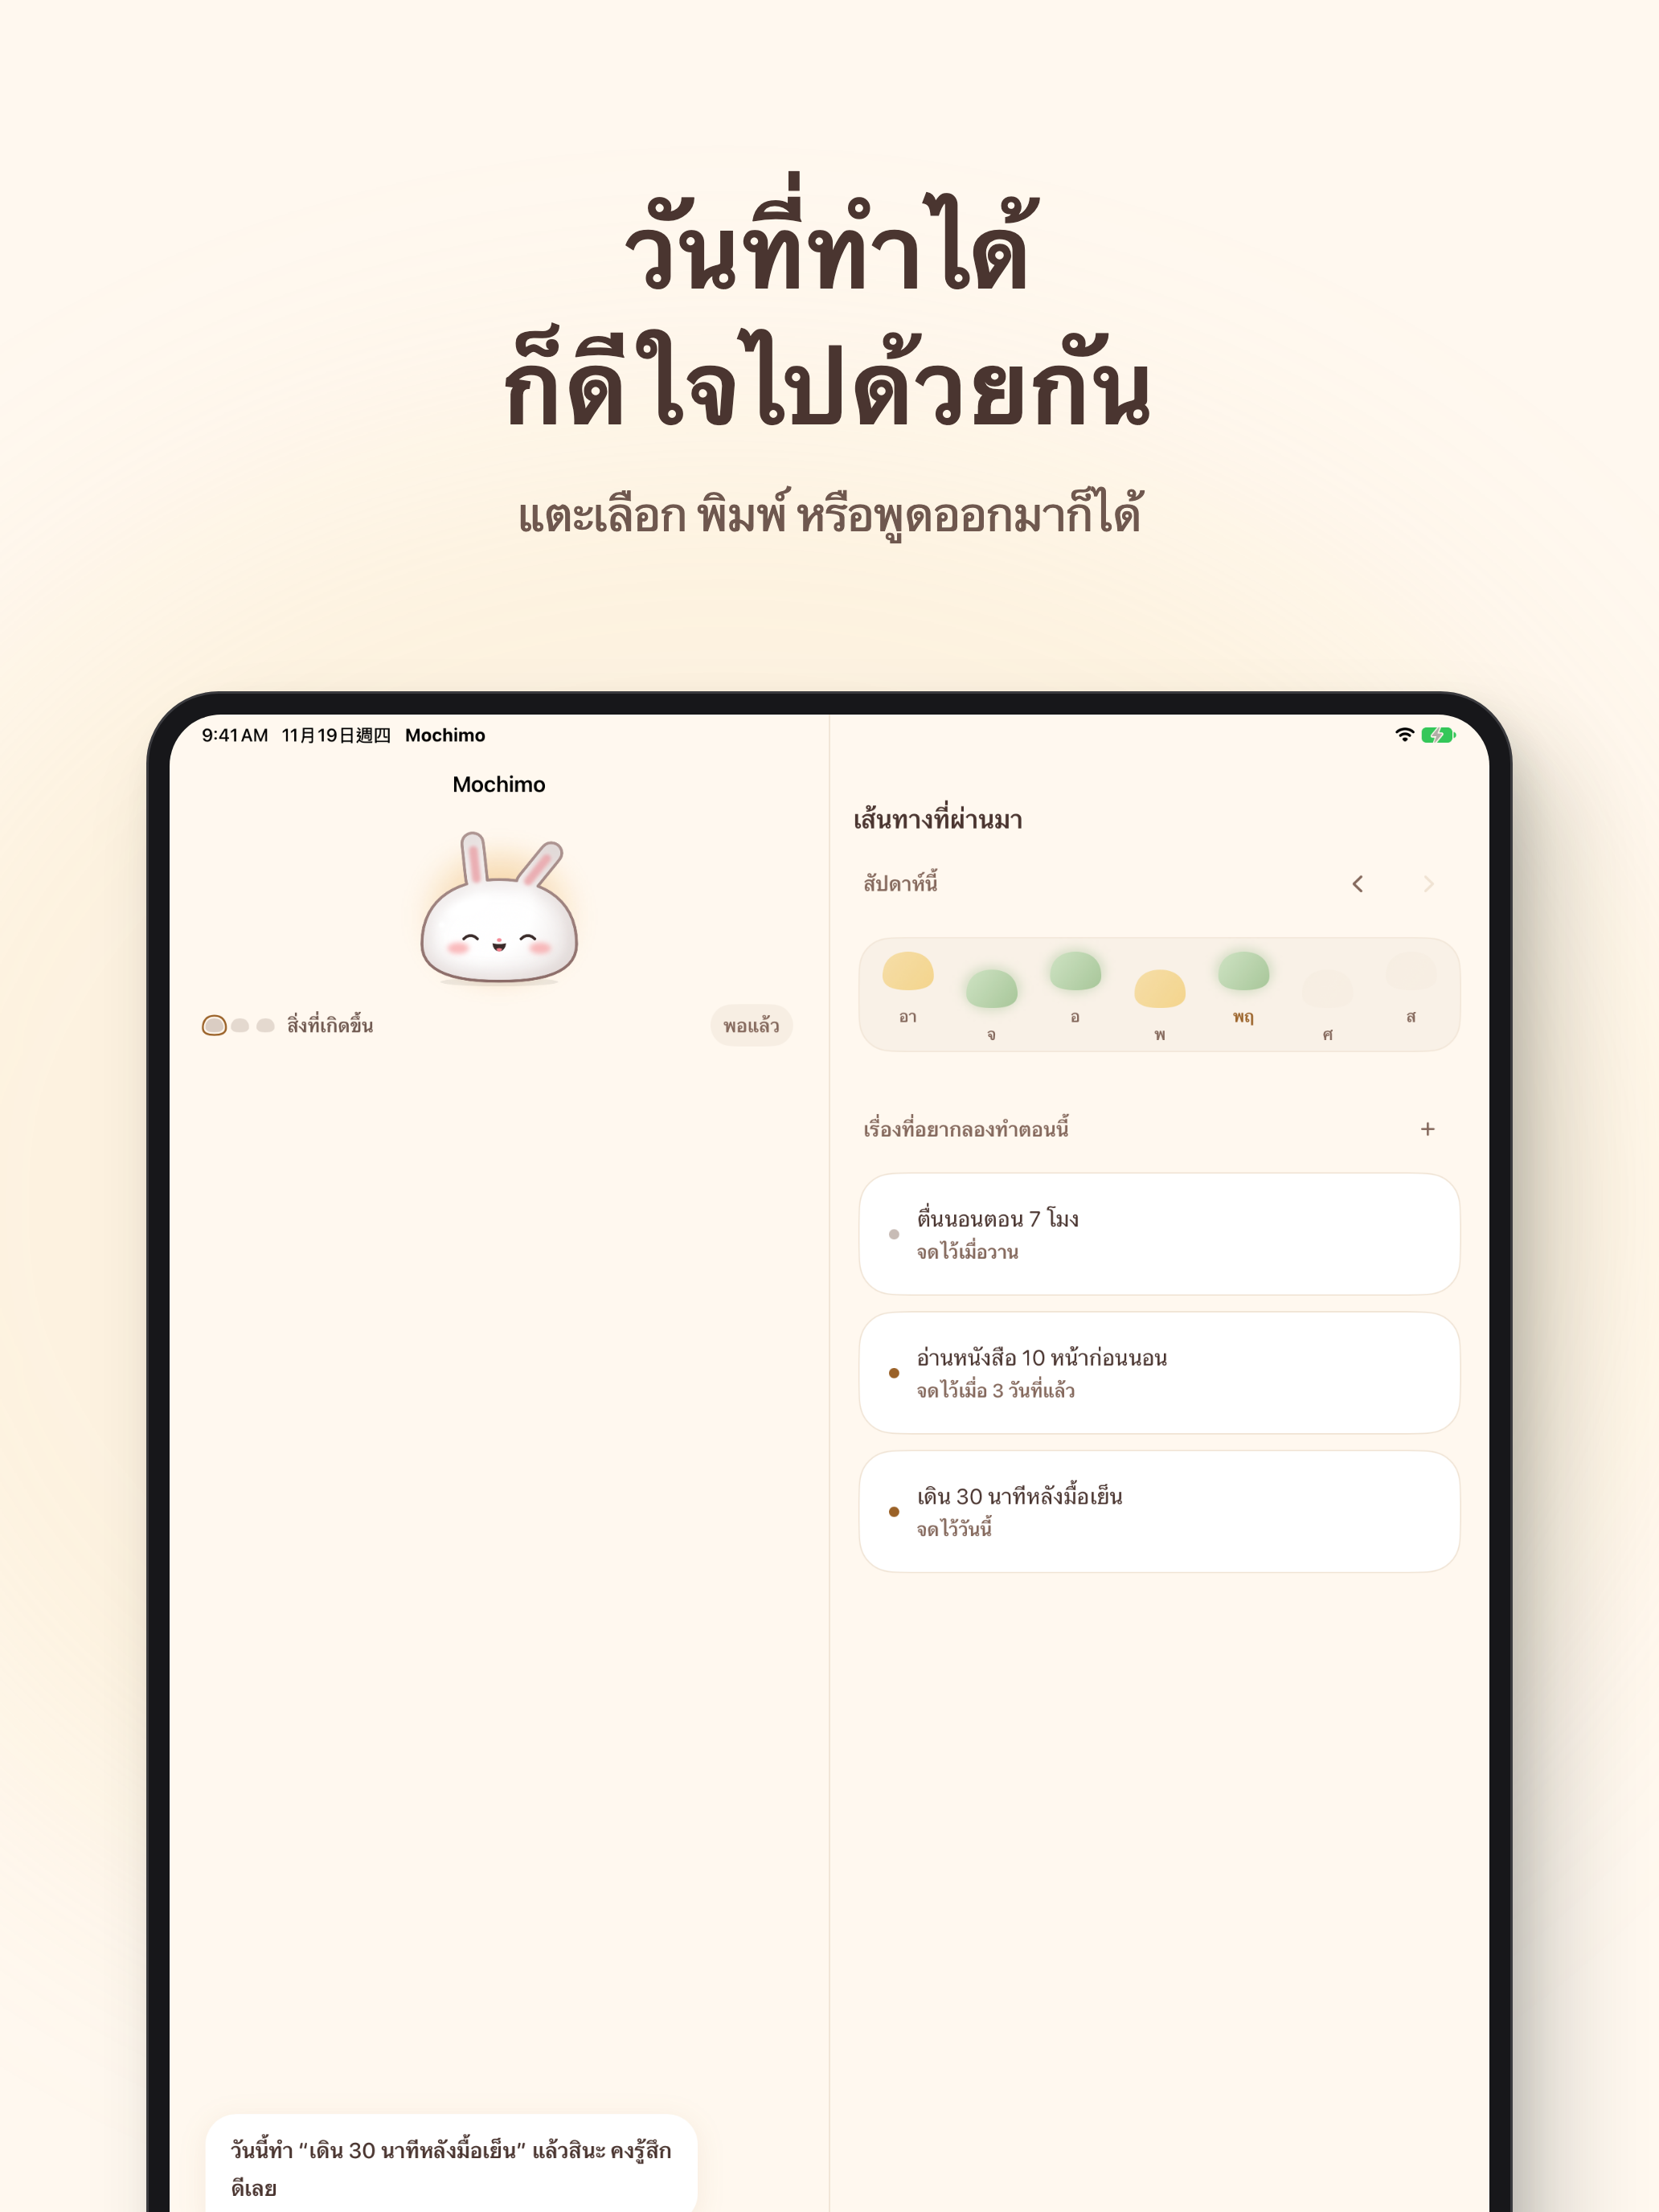 วันที่ทำได้
ก็ดีใจไปด้วยกัน
แตะเลือก พิมพ์ หรือพูดออกมาก็ได้
9:41 AM 11月19日週四 Mochimo
Mochimo
สิ่งที่เกิดขึ้น
พอแล้ว
เส้นทางที่ผ่านมา
สัปดาห์นี้
อา จ อ พ พฤ ศ ส
เรื่องที่อยากลองทำตอนนี้ +
ตื่นนอนตอน 7 โมง
จดไว้เมื่อวาน
อ่านหนังสือ 10 หน้าก่อนนอน
จดไว้เมื่อ 3 วันที่แล้ว
เดิน 30 นาทีหลังมื้อเย็น
จดไว้วันนี้
วันนี้ทำ “เดิน 30 นาทีหลังมื้อเย็น” แล้วสินะ คงรู้สึก
ดีเลย